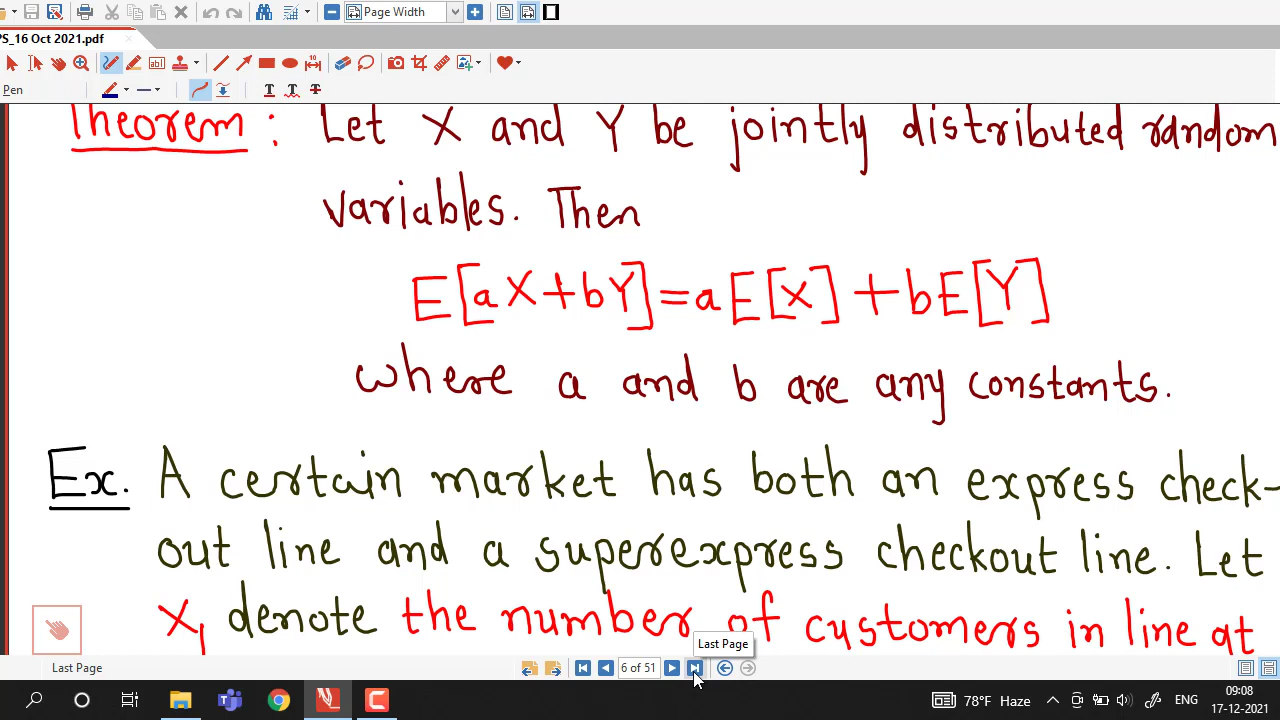 Page Width
PS_16 Oct 2021.pdf
Pen
Theorem : Let X and Y be jointly distributed random
variables. Then
E[aX+bY]=aE[X]+bE[Y]
where a and b are any constants.
Ex. A certain market has both an express check-
out line and a superexpress checkout line. Let
X₁ denote the number of customers in line at
Last Page
Last Page
6 of 51
78°F Haze
ENG
09:08
17-12-2021